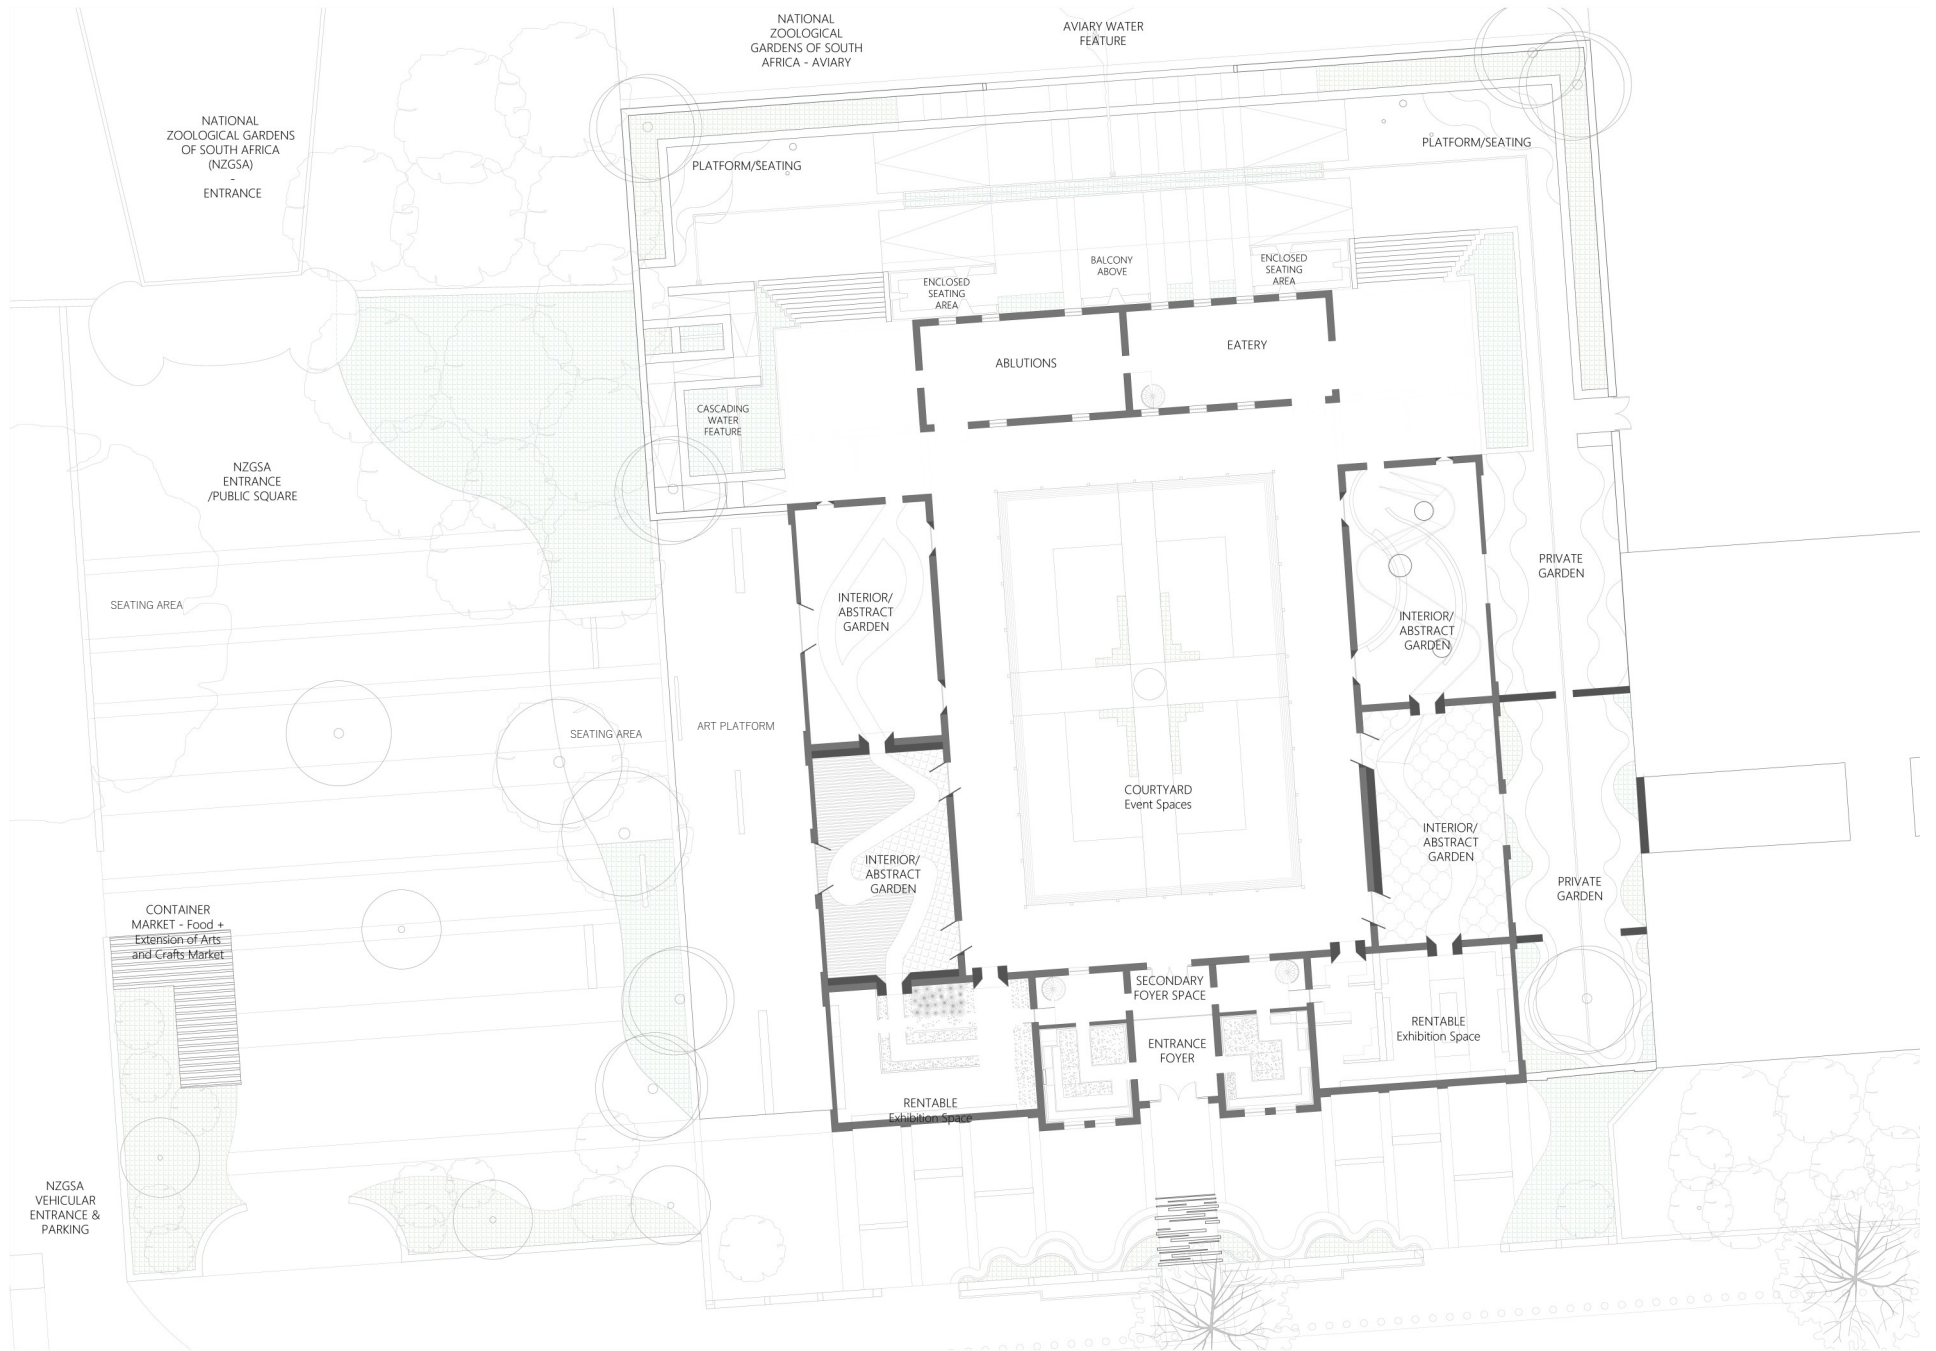 NATIONAL
ZOOLOGICAL
GARDENS OF SOUTH
AFRICA - AVIARY
AVIARY WATER
FEATURE
NATIONAL
ZOOLOGICAL GARDENS
OF SOUTH AFRICA
(NZGSA)
-
ENTRANCE
PLATFORM/SEATING
PLATFORM/SEATING
ENCLOSED
SEATING
AREA
BALCONY
ABOVE
ENCLOSED
SEATING
AREA
ABLUTIONS
EATERY
CASCADING
WATER
FEATURE
NZGSA
ENTRANCE
/PUBLIC SQUARE
SEATING AREA
INTERIOR/
ABSTRACT
GARDEN
INTERIOR/
ABSTRACT
GARDEN
PRIVATE
GARDEN
SEATING AREA
ART PLATFORM
COURTYARD
Event Spaces
INTERIOR/
ABSTRACT
GARDEN
INTERIOR/
ABSTRACT
GARDEN
PRIVATE
GARDEN
CONTAINER
MARKET - Food +
Extension of Arts
and Crafts Market
SECONDARY
FOYER SPACE
ENTRANCE
FOYER
RENTABLE
Exhibition Space
RENTABLE
Exhibition Space
NZGSA
VEHICULAR
ENTRANCE &
PARKING